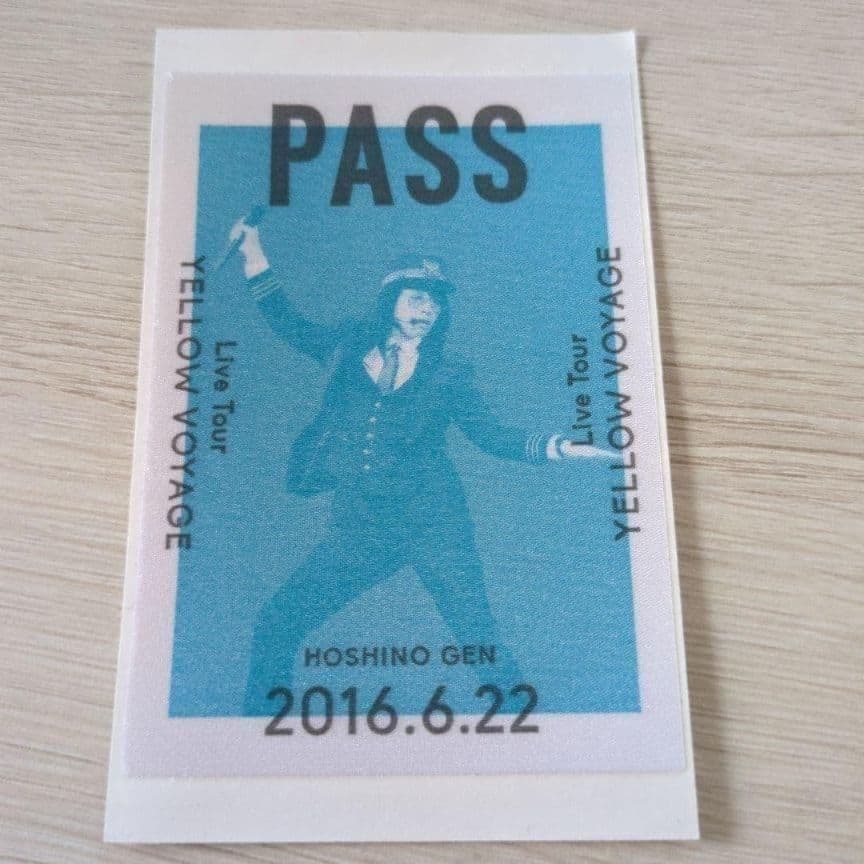 PASS
Live Tour
YELLOW VOYAGE
Live Tour
YELLOW VOYAGE
HOSHINO GEN
2016.6.22